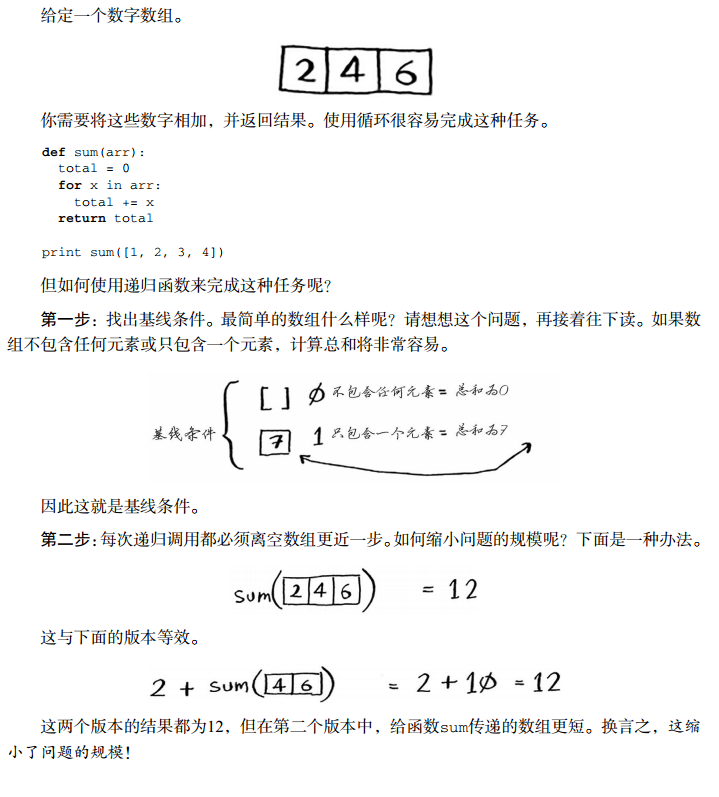 给定一个数字数组。
2 4 6
你需要将这些数字相加，并返回结果。使用循环很容易完成这种任务。
def sum(arr):
  total = 0
  for x in arr:
    total += x
  return total
print sum([1, 2, 3, 4])
但如何使用递归函数来完成这种任务呢？
第一步：找出基线条件。最简单的数组什么样呢？请想想这个问题，再接着往下读。如果数
组不包含任何元素或只包含一个元素，计算总和将非常容易。
[ ] 0 不包含任何元素 = 总和为0
基线条件
7 1 只包含一个元素 = 总和为7
因此这就是基线条件。
第二步：每次递归调用都必须离空数组更近一步。如何缩小问题的规模呢？下面是一种办法。
sum(2 4 6) = 12
这与下面的版本等效。
2 + sum(4 6) = 2 + 10 = 12
这两个版本的结果都为12，但在第二个版本中，给函数sum传递的数组更短。换言之，这缩
小了问题的规模！